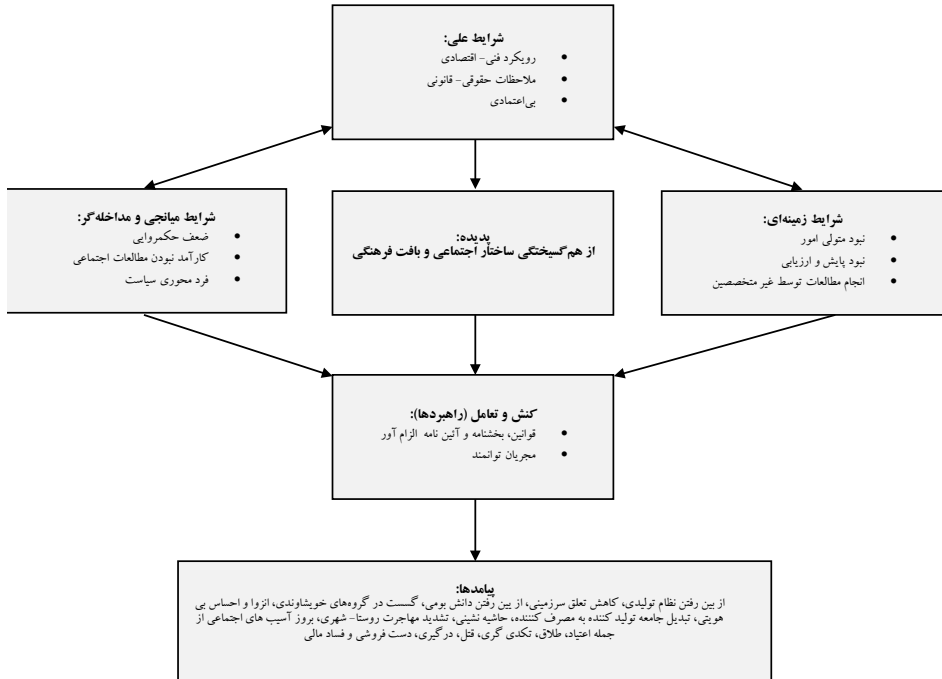 شرایط علی:
رویکرد فنی- اقتصادی
ملاحظات حقوقی- قانونی
بی‌اعتمادی
شرایط زمینه‌ای:
نبود متولی امور
نبود پایش و ارزیابی
انجام مطالعات توسط غیر متخصصین
پدیده:
از هم‌گسیختگی ساختار اجتماعی و بافت فرهنگی
شرایط میانجی و مداخله‌گر:
ضعف حکمروایی
کارآمد نبودن مطالعات اجتماعی
فرد محوری سیاست
کنش و تعامل (راهبردها):
قوانین، بخشنامه و آئین نامه الزام آور
مجریان توانمند
پیامدها:
از بین رفتن نظام تولیدی، کاهش تعلق سرزمینی، از بین رفتن دانش بومی، گسست در گروه‌های خویشاوندی، انزوا و احساس بی
هویتی، تبدیل جامعه تولید کننده به مصرف کننده، حاشیه نشینی، تشدید مهاجرت روستا- شهری، بروز آسیب های اجتماعی از
جمله اعتیاد، طلاق، تکدی گری، قتل، درگیری، دست فروشی و فساد مالی